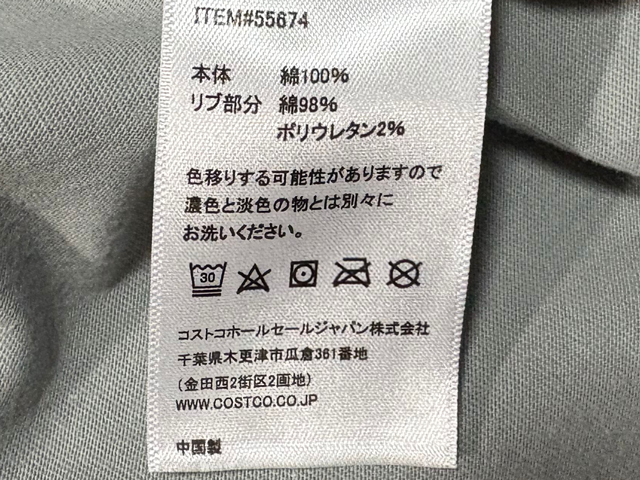 ITEM#55674
本体 綿100%
リブ部分 綿98%
ポリウレタン2%
色移りする可能性がありますので
濃色と淡色の物とは別々に
お洗いください。
30
コストコホールセールジャパン株式会社
千葉県木更津市瓜倉361番地
(金田西2街区2画地)
WWW.COSTCO.CO.JP
中国製